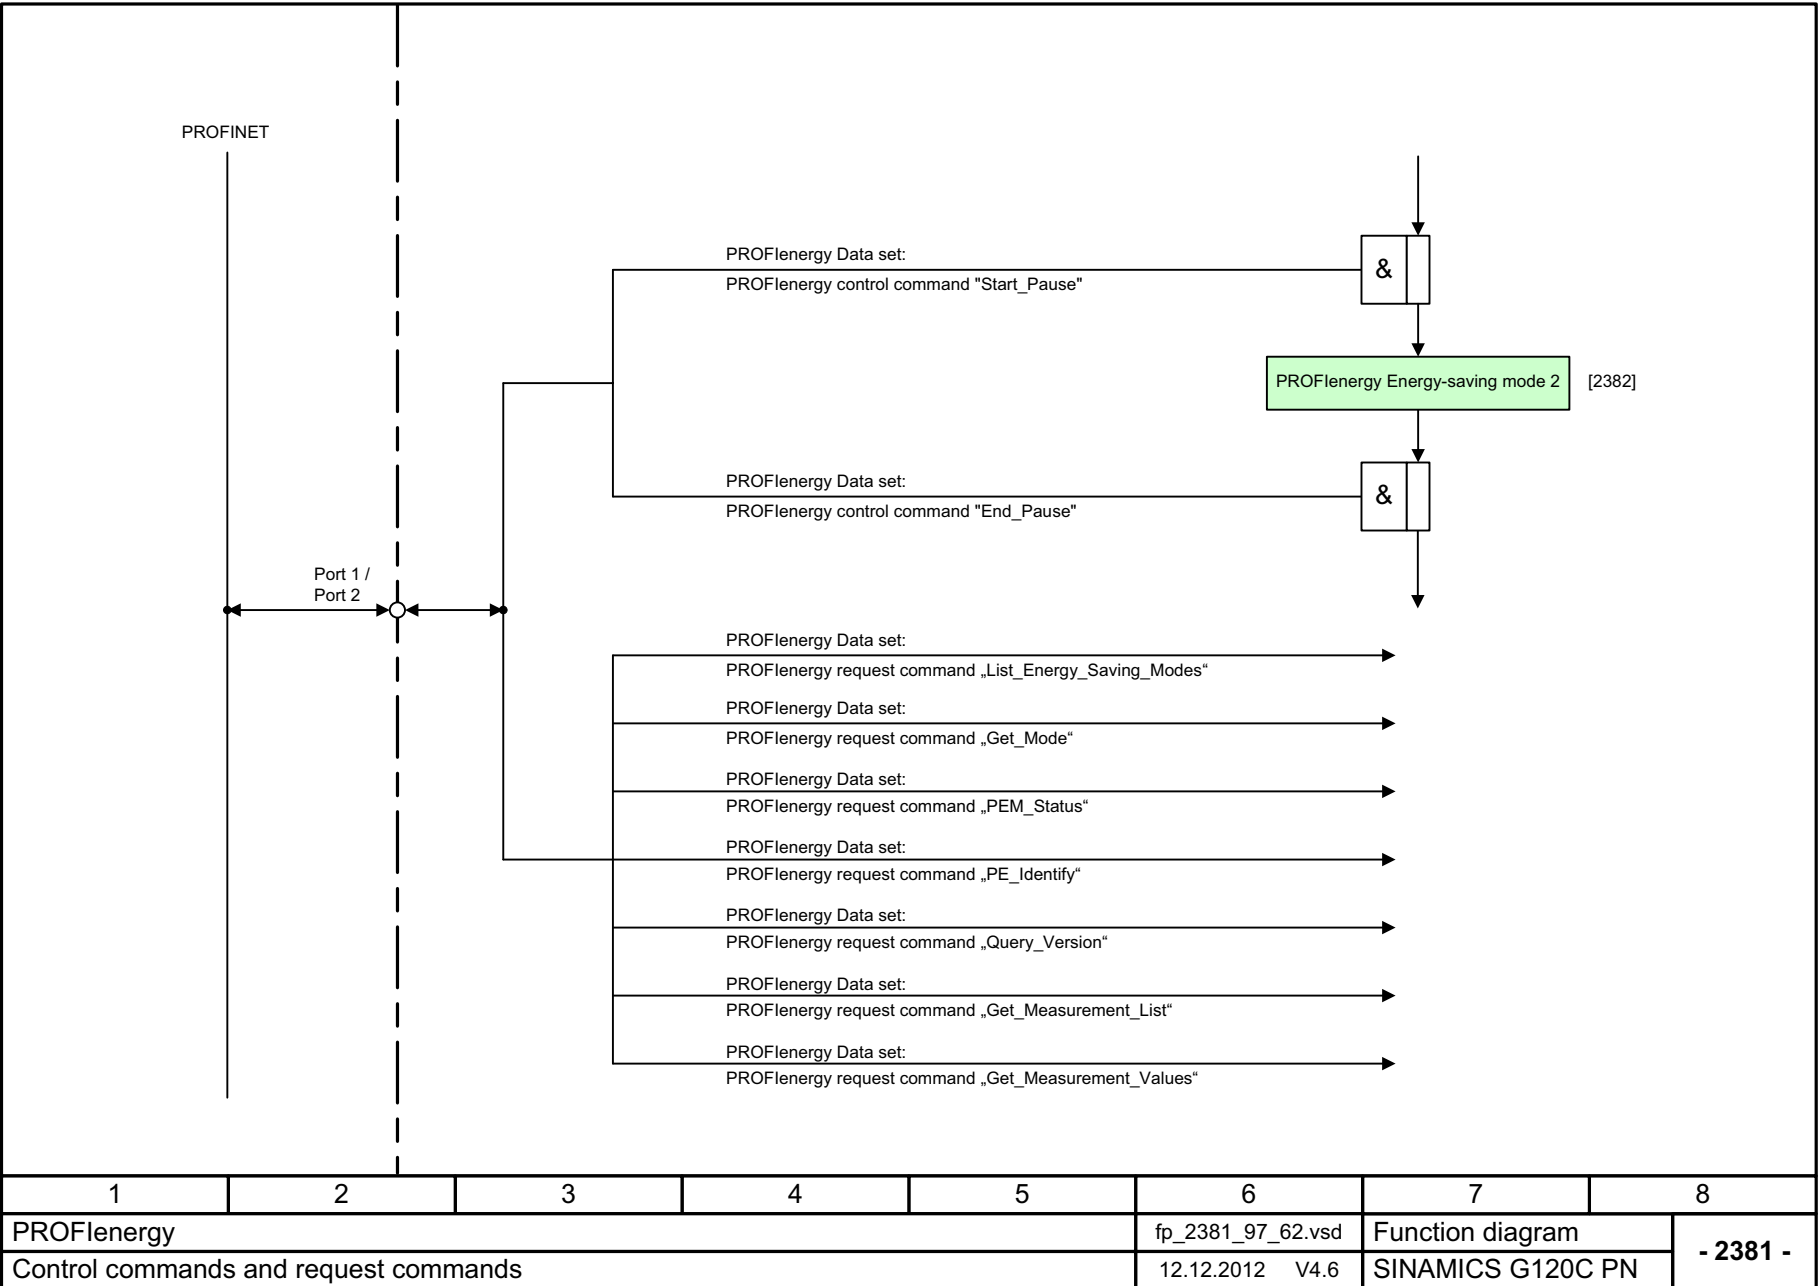 PROFINET
PROFIenergy Data set:
PROFIenergy control command "Start_Pause"
&
PROFIenergy Energy-saving mode 2
[2382]
PROFIenergy Data set:
PROFIenergy control command "End_Pause"
&
Port 1 /
Port 2
PROFIenergy Data set:
PROFIenergy request command „List_Energy_Saving_Modes“
PROFIenergy Data set:
PROFIenergy request command „Get_Mode“
PROFIenergy Data set:
PROFIenergy request command „PEM_Status“
PROFIenergy Data set:
PROFIenergy request command „PE_Identify“
PROFIenergy Data set:
PROFIenergy request command „Query_Version“
PROFIenergy Data set:
PROFIenergy request command „Get_Measurement_List“
PROFIenergy Data set:
PROFIenergy request command „Get_Measurement_Values“
1 2 3 4 5 6 7 8
PROFIenergy
fp_2381_97_62.vsd
Function diagram
- 2381 -
Control commands and request commands
12.12.2012 V4.6
SINAMICS G120C PN